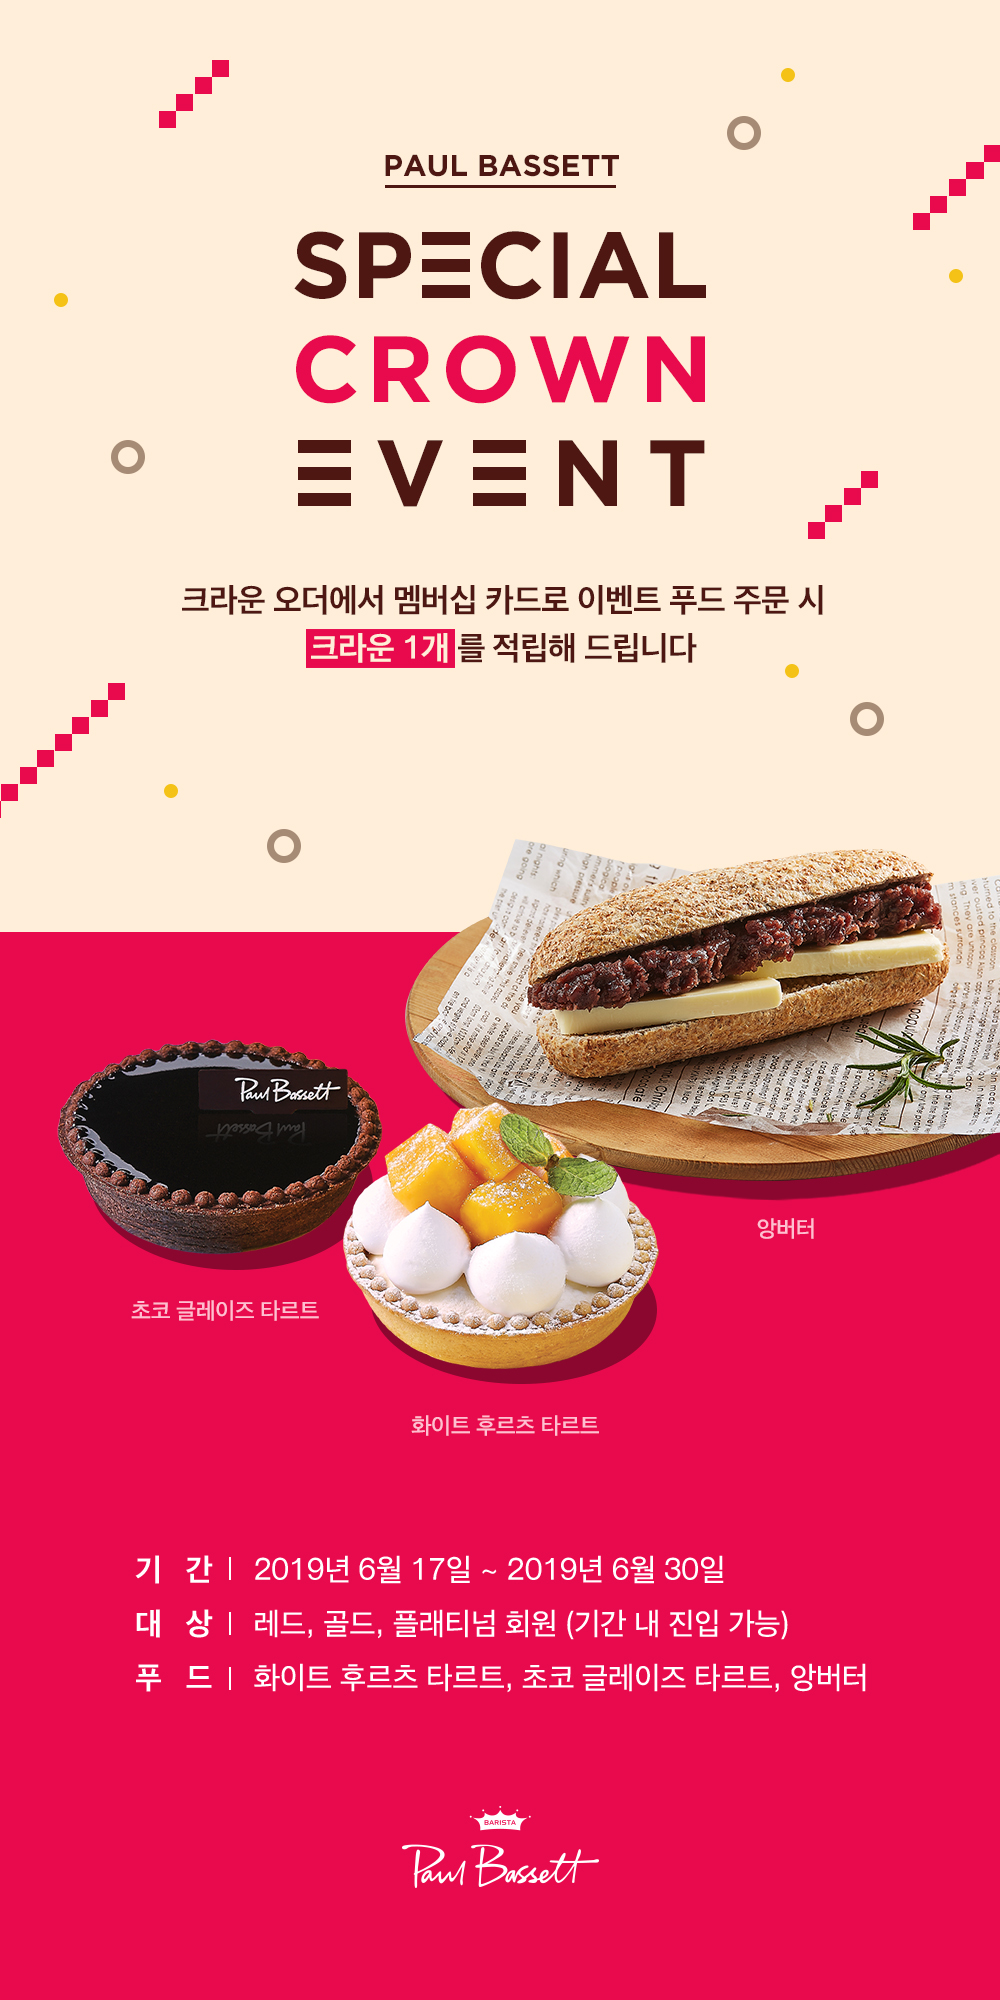 PAUL BASSETT
SPECIAL
CROWN
EVENT
크라운 오더에서 멤버십 카드로 이벤트 푸드 주문 시
크라운 1개를 적립해 드립니다
Paul Bassett
앙버터
초코 글레이즈 타르트
화이트 후르츠 타르트
기 간 | 2019년 6월 17일 ~ 2019년 6월 30일
대 상 | 레드, 골드, 플래티넘 회원 (기간 내 진입 가능)
푸 드 | 화이트 후르츠 타르트, 초코 글레이즈 타르트, 앙버터
BARISTA
Paul Bassett